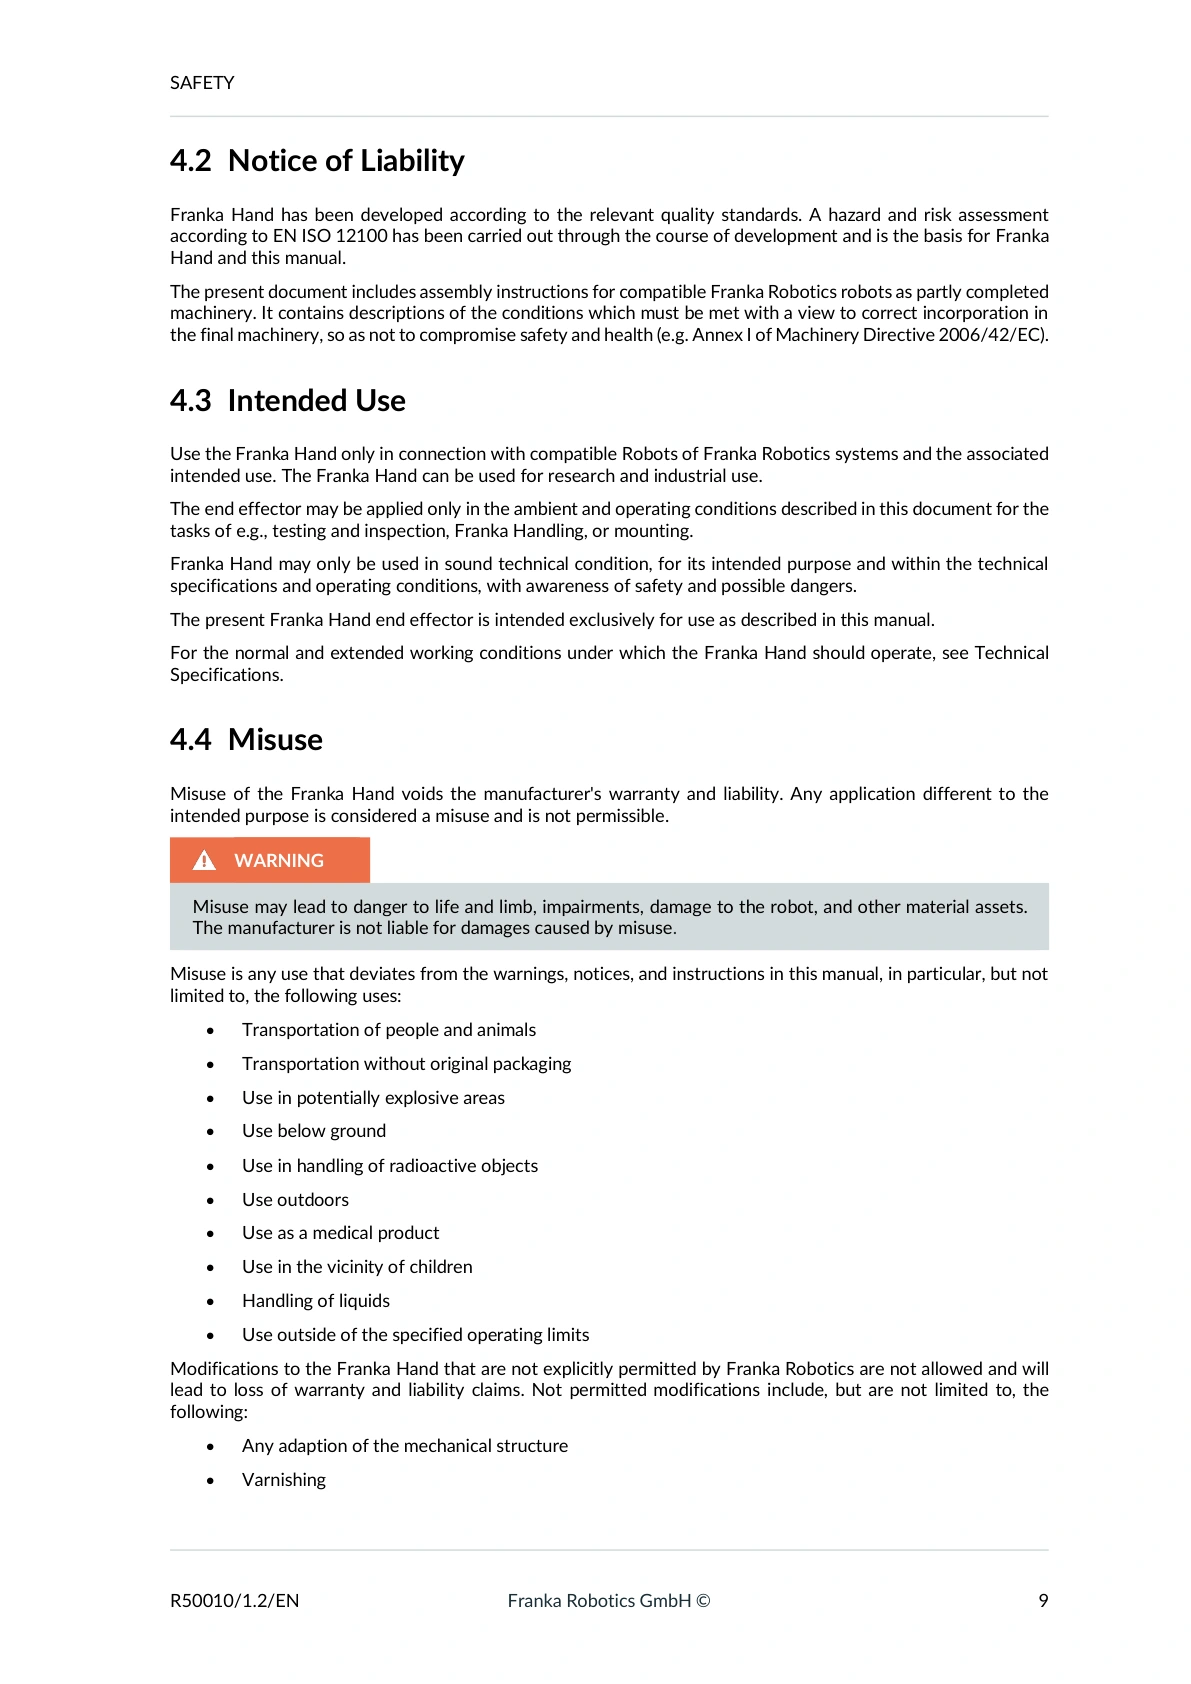 SAFETY
4.2 Notice of Liability
Franka Hand has been developed according to the relevant quality standards. A hazard and risk assessment
according to EN ISO 12100 has been carried out through the course of development and is the basis for Franka
Hand and this manual.
The present document includes assembly instructions for compatible Franka Robotics robots as partly completed
machinery. It contains descriptions of the conditions which must be met with a view to correct incorporation in
the final machinery, so as not to compromise safety and health (e.g. Annex I of Machinery Directive 2006/42/EC).
4.3 Intended Use
Use the Franka Hand only in connection with compatible Robots of Franka Robotics systems and the associated
intended use. The Franka Hand can be used for research and industrial use.
The end effector may be applied only in the ambient and operating conditions described in this document for the
tasks of e.g., testing and inspection, Franka Handling, or mounting.
Franka Hand may only be used in sound technical condition, for its intended purpose and within the technical
specifications and operating conditions, with awareness of safety and possible dangers.
The present Franka Hand end effector is intended exclusively for use as described in this manual.
For the normal and extended working conditions under which the Franka Hand should operate, see Technical
Specifications.
4.4 Misuse
Misuse of the Franka Hand voids the manufacturer's warranty and liability. Any application different to the
intended purpose is considered a misuse and is not permissible.
WARNING
Misuse may lead to danger to life and limb, impairments, damage to the robot, and other material assets.
The manufacturer is not liable for damages caused by misuse.
Misuse is any use that deviates from the warnings, notices, and instructions in this manual, in particular, but not
limited to, the following uses:
• Transportation of people and animals
• Transportation without original packaging
• Use in potentially explosive areas
• Use below ground
• Use in handling of radioactive objects
• Use outdoors
• Use as a medical product
• Use in the vicinity of children
• Handling of liquids
• Use outside of the specified operating limits
Modifications to the Franka Hand that are not explicitly permitted by Franka Robotics are not allowed and will
lead to loss of warranty and liability claims. Not permitted modifications include, but are not limited to, the
following:
• Any adaption of the mechanical structure
• Varnishing
R50010/1.2/EN
Franka Robotics GmbH ©
9